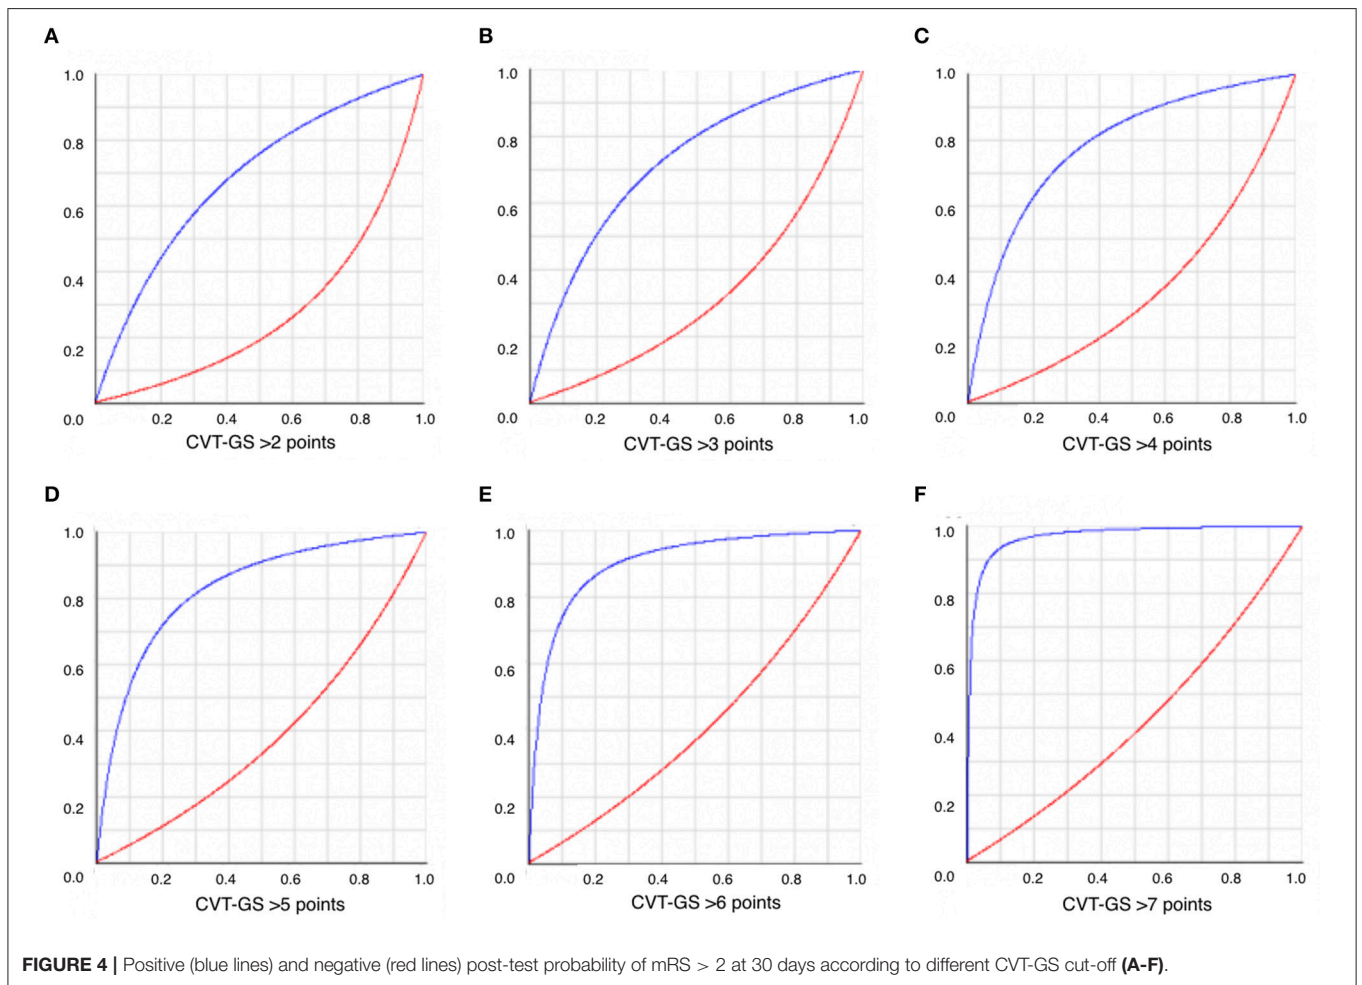 A
1.0
0.8
0.6
0.4
0.2
0.0
0.2 0.4 0.6 0.8 1.0
CVT-GS >2 points
B
1.0
0.8
0.6
0.4
0.2
0.0
0.2 0.4 0.6 0.8 1.0
CVT-GS >3 points
C
1.0
0.8
0.6
0.4
0.2
0.0
0.2 0.4 0.6 0.8 1.0
CVT-GS >4 points
D
1.0
0.8
0.6
0.4
0.2
0.0
0.2 0.4 0.6 0.8 1.0
CVT-GS >5 points
E
1.0
0.8
0.6
0.4
0.2
0.0
0.2 0.4 0.6 0.8 1.0
CVT-GS >6 points
F
1.0
0.8
0.6
0.4
0.2
0.0
0.2 0.4 0.6 0.8 1.0
CVT-GS >7 points
FIGURE 4 | Positive (blue lines) and negative (red lines) post-test probability of mRS > 2 at 30 days according to different CVT-GS cut-off (A-F).